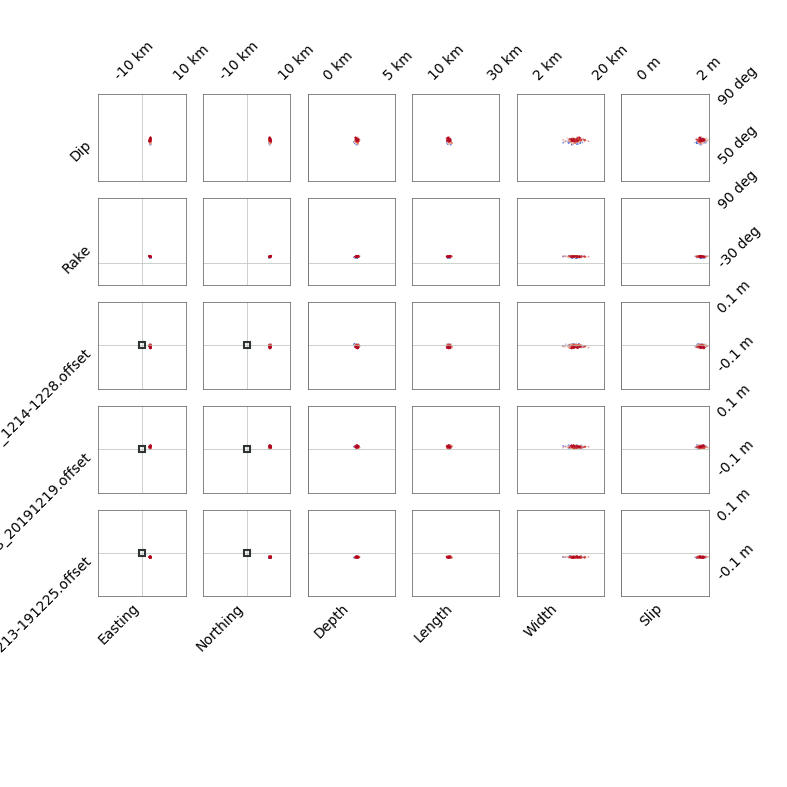 -10 km 10 km -10 km 10 km 0 km 5 km 10 km 30 km 2 km 20 km 0 m 2 m
Dip 90 deg 50 deg
Rake 90 deg -30 deg
_1214-1228.offset 0.1 m -0.1 m
_20191219.offset 0.1 m -0.1 m
213-191225.offset 0.1 m -0.1 m
Easting Northing Depth Length Width Slip